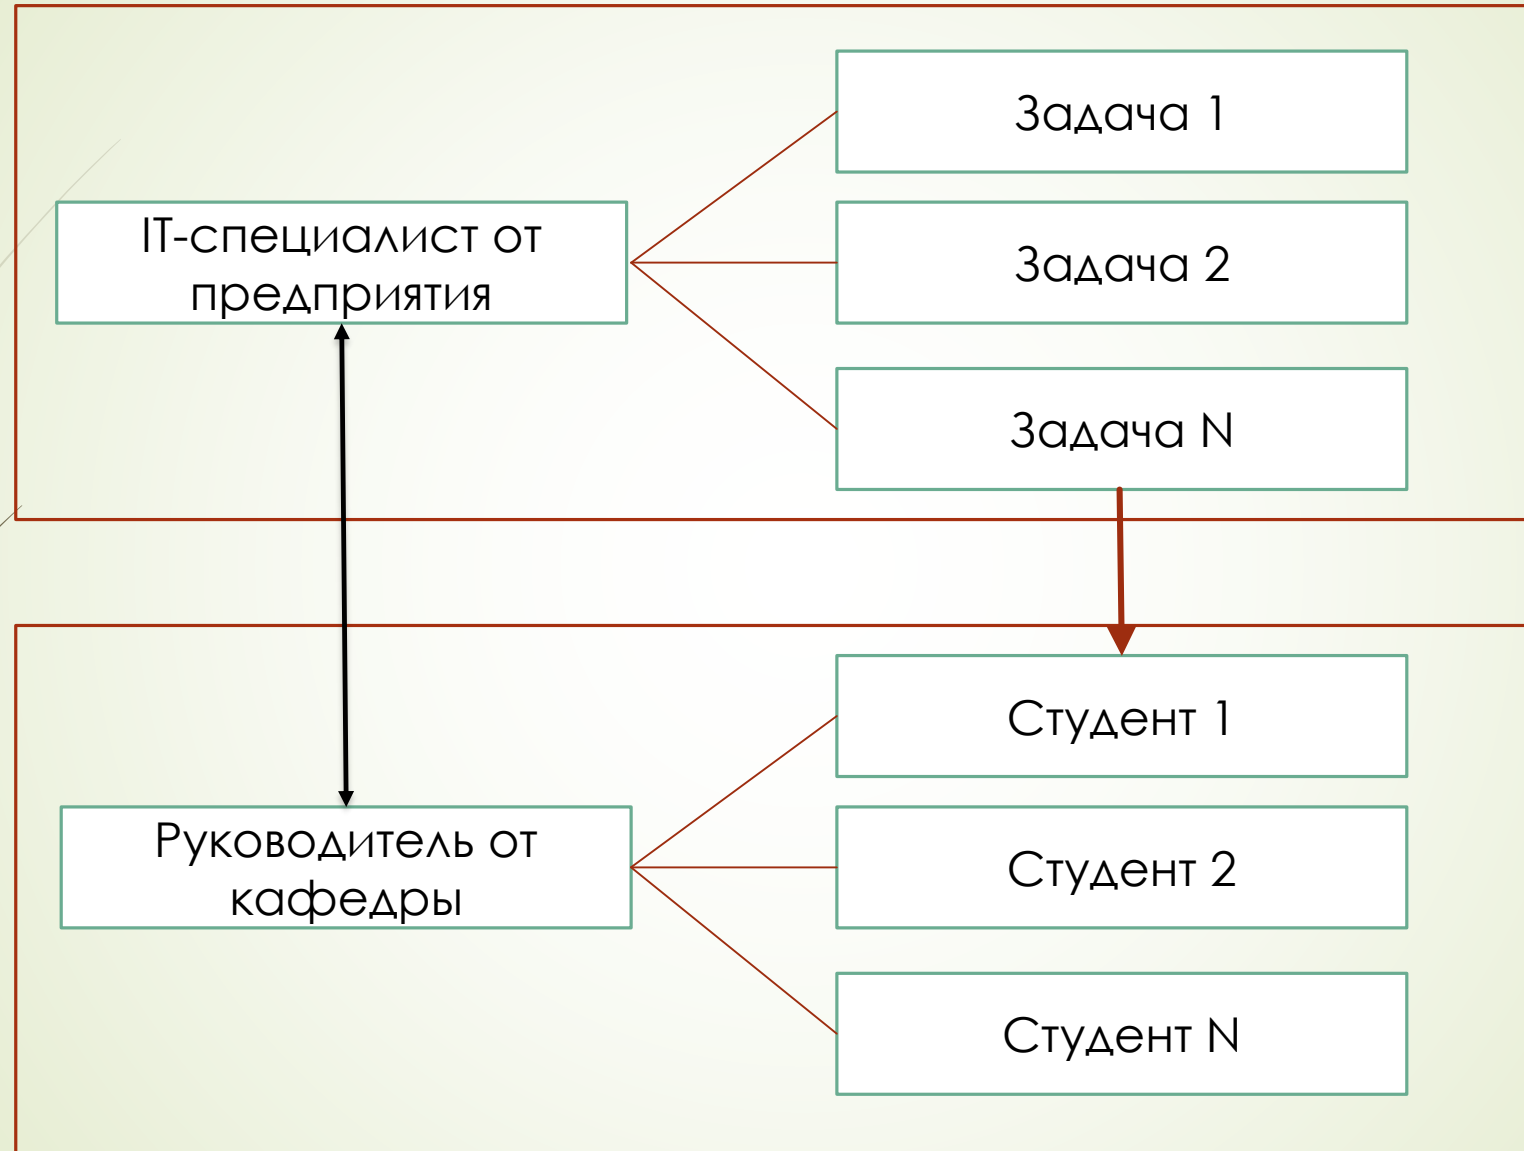 Задача 1
IT-специалист от
предприятия
Задача 2
Задача N
Студент 1
Руководитель от
кафедры
Студент 2
Студент N